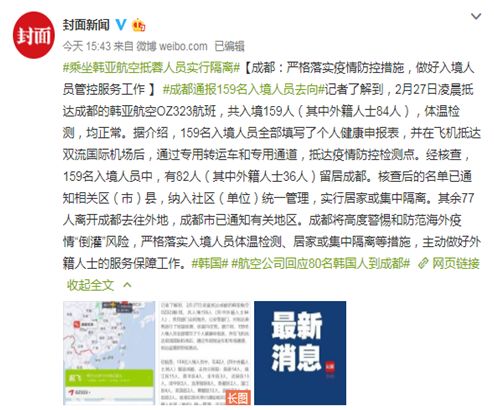 封面
封面新闻
今天 15:43 来自 微博 weibo.com 已编辑
#乘坐韩亚航空抵蓉人员实行隔离#【成都：严格落实疫情防控措施，做好入境人
员管控服务工作 】#成都通报159名入境人员去向#记者了解到，2月27日凌晨抵
达成都的韩亚航空OZ323航班，共入境159人（其中外籍人士84人），体温检
测，均正常。据介绍，159名入境人员全部填写了个人健康申报表，并在飞机抵达
双流国际机场后，通过专用转运车和专用通道，抵达疫情防控检测点。经核查，
159名入境人员中，有82人（其中外籍人士36人）留居成都。核查后的名单已通
知相关区（市）县，纳入社区（单位）统一管理，实行居家或集中隔离。其余77
人离开成都去往外地，成都市已通知有关地区。成都将高度警惕和防范海外疫
情“倒灌”风险，严格落实入境人员体温检测、居家或集中隔离等措施，主动做好外
籍人士的服务保障工作。#韩国# #航空公司回应80名韩国人到成都# 网页链接
收起全文
长图
最新
消息